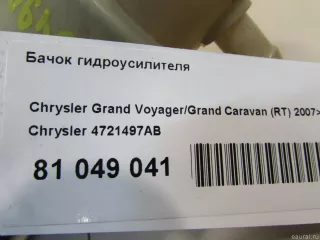 Бачок гидроусилителя
Chrysler Grand Voyager/Grand Caravan (RT) 2007>
Chrysler 4721497AB
81 049 041